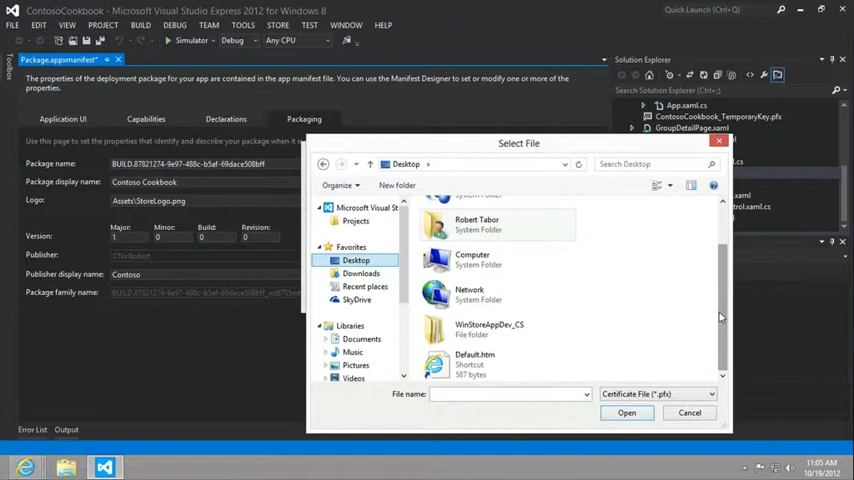 ContosoCookbook - Microsoft Visual Studio Express 2012 for Windows 8
Quick Launch (Ctrl+Q)
FILE EDIT VIEW PROJECT BUILD DEBUG TEAM TOOLS STORE TEST WINDOW HELP
Simulator Debug Any CPU
Toolbox
Package.appxmanifest*
The properties of the deployment package for your app are contained in the app manifest file. You can use the Manifest Designer to set or modify one or more of the
properties.
Application UI Capabilities Declarations Packaging
Use this page to set the properties that identify and describe your package when it is
Package name: BUILD.87821274-9e97-488c-b5af-69dace508bff
Package display name: Contoso Cookbook
Logo: Assets\StoreLogo.png
Major: Minor: Build: Revision:
Version: 1 0 0 0
Publisher: CN=Robert
Publisher display name: Contoso
Package family name:
Error List Output
Solution Explorer
Search Solution Explorer (Ctrl+;)
App.xaml.cs
ContosoCookbook_TemporaryKey.pfx
GroupDetailPage.xaml
Select File
Desktop
Search Desktop
Organize New folder
Microsoft Visual St
Projects
Favorites
Desktop
Downloads
Recent places
SkyDrive
Libraries
Documents
Music
Pictures
Videos
System Folder
Robert Tabor
System Folder
Computer
System Folder
Network
System Folder
WinStoreAppDev_CS
File folder
Default.htm
Shortcut
587 bytes
File name:
Certificate File (*.pfx)
Open Cancel
11:05 AM
10/19/2012